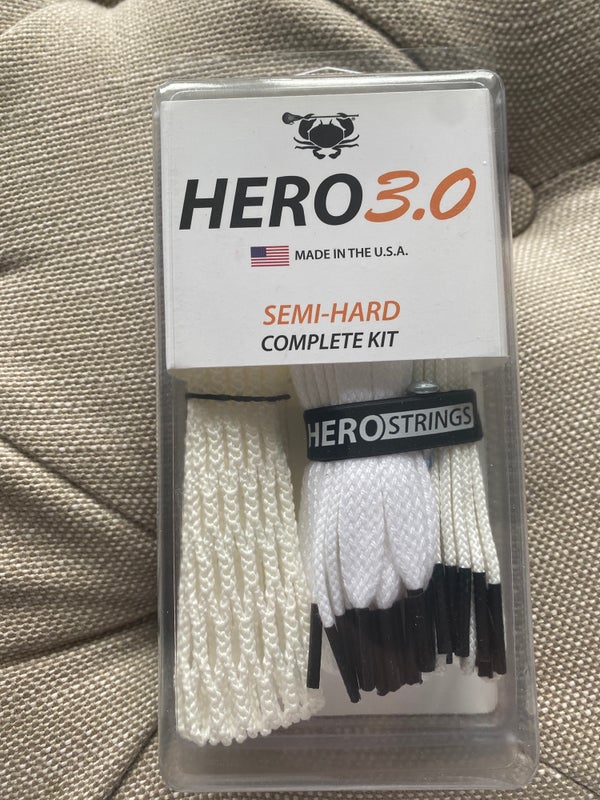 HERO3.0
MADE IN THE U.S.A.
SEMI-HARD
COMPLETE KIT
HEROSTRINGS